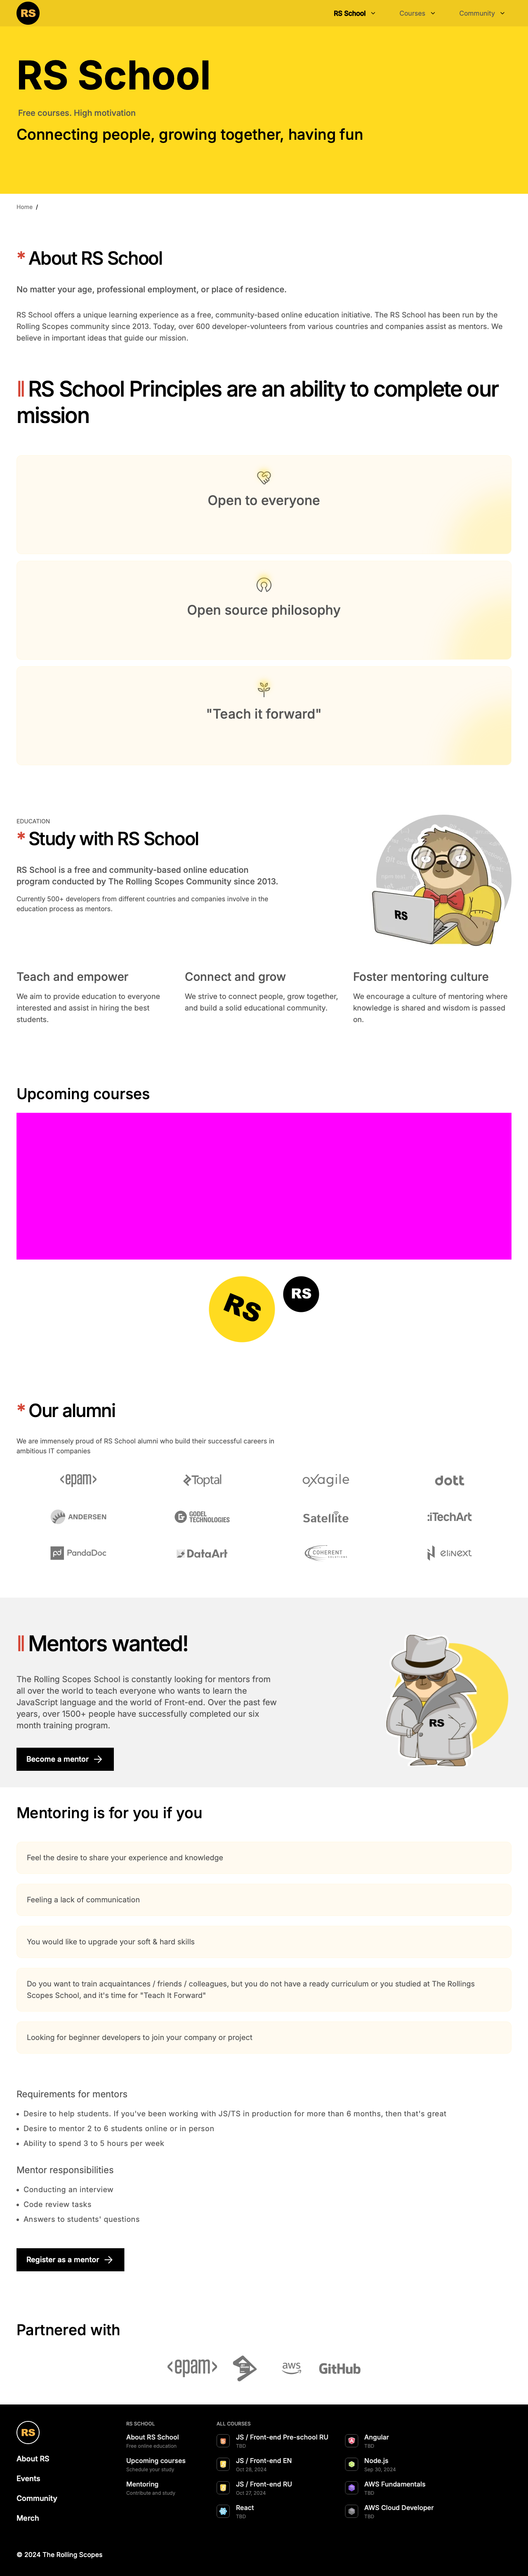 RS
RS School
Courses
Community
RS School
Free courses. High motivation
Connecting people, growing together, having fun
Home /
* About RS School
No matter your age, professional employment, or place of residence.
RS School offers a unique learning experience as a free, community-based online education initiative. The RS School has been run by the
Rolling Scopes community since 2013. Today, over 600 developer-volunteers from various countries and companies assist as mentors. We
believe in important ideas that guide our mission.
RS School Principles are an ability to complete our
mission
Open to everyone
Open source philosophy
"Teach it forward"
EDUCATION
* Study with RS School
RS School is a free and community-based online education
program conducted by The Rolling Scopes Community since 2013.
Currently 500+ developers from different countries and companies involve in the
education process as mentors.
RS
Teach and empower
We aim to provide education to everyone
interested and assist in hiring the best
students.
Connect and grow
We strive to connect people, grow together,
and build a solid educational community.
Foster mentoring culture
We encourage a culture of mentoring where
knowledge is shared and wisdom is passed
on.
Upcoming courses
RS
RS
* Our alumni
We are immensely proud of RS School alumni who build their successful careers in
ambitious IT companies
<epam>
Toptal
oxagile
dott
ANDERSEN
GODEL
TECHNOLOGIES
Satellite
:iTechArt
pd PandaDoc
DataArt
COHERENT
SOLUTIONS
elinext
Mentors wanted!
The Rolling Scopes School is constantly looking for mentors from
all over the world to teach everyone who wants to learn the
JavaScript language and the world of Front-end. Over the past few
years, over 1500+ people have successfully completed our six
month training program.
Become a mentor
RS
Mentoring is for you if you
Feel the desire to share your experience and knowledge
Feeling a lack of communication
You would like to upgrade your soft & hard skills
Do you want to train acquaintances / friends / colleagues, but you do not have a ready curriculum or you studied at The Rollings
Scopes School, and it's time for "Teach It Forward"
Looking for beginner developers to join your company or project
Requirements for mentors
• Desire to help students. If you've been working with JS/TS in production for more than 6 months, then that's great
• Desire to mentor 2 to 6 students online or in person
• Ability to spend 3 to 5 hours per week
Mentor responsibilities
• Conducting an interview
• Code review tasks
• Answers to students' questions
Register as a mentor
Partnered with
<epam>
aws
GitHub
RS
About RS
Events
Community
Merch
RS SCHOOL
About RS School
Free online education
Upcoming courses
Schedule your study
Mentoring
Contribute and study
ALL COURSES
JS / Front-end Pre-school RU
TBD
JS / Front-end EN
Oct 28, 2024
JS / Front-end RU
Oct 27, 2024
React
TBD
Angular
TBD
Node.js
Sep 30, 2024
AWS Fundamentals
TBD
AWS Cloud Developer
TBD
© 2024 The Rolling Scopes